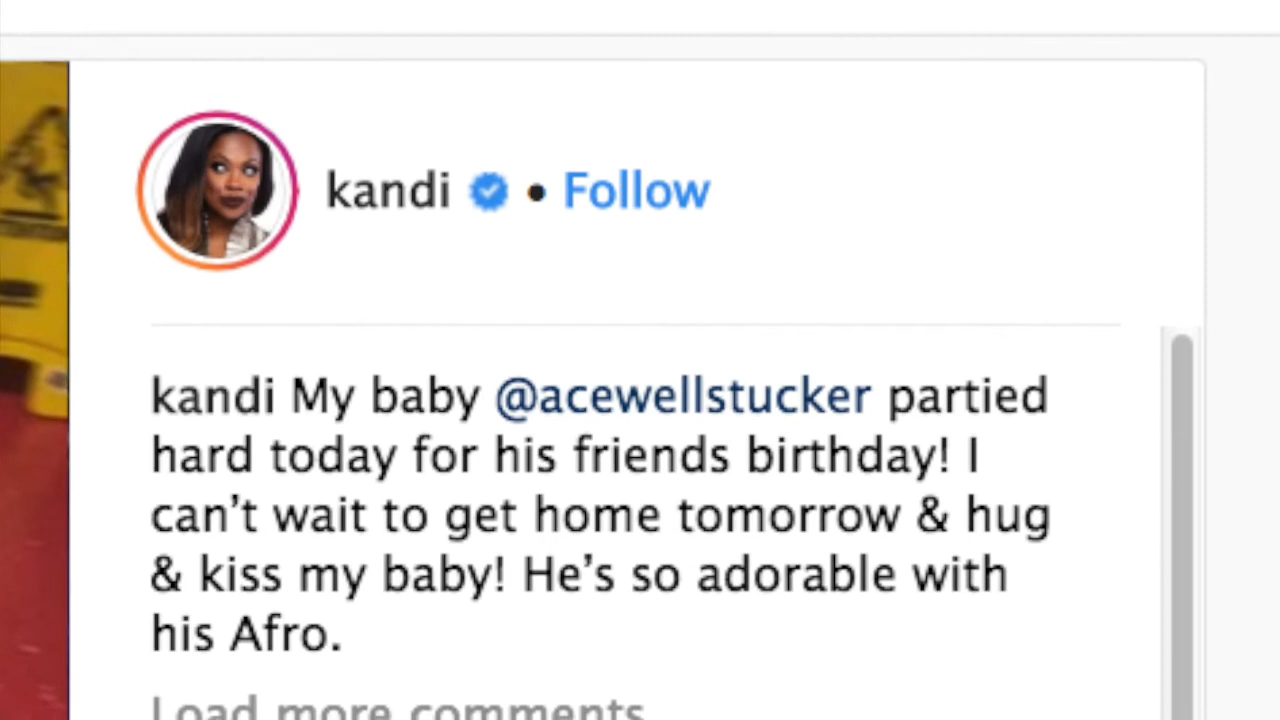 kandi • Follow
kandi My baby @acewellstucker partied
hard today for his friends birthday! I
can’t wait to get home tomorrow & hug
& kiss my baby! He’s so adorable with
his Afro.
Load more comments